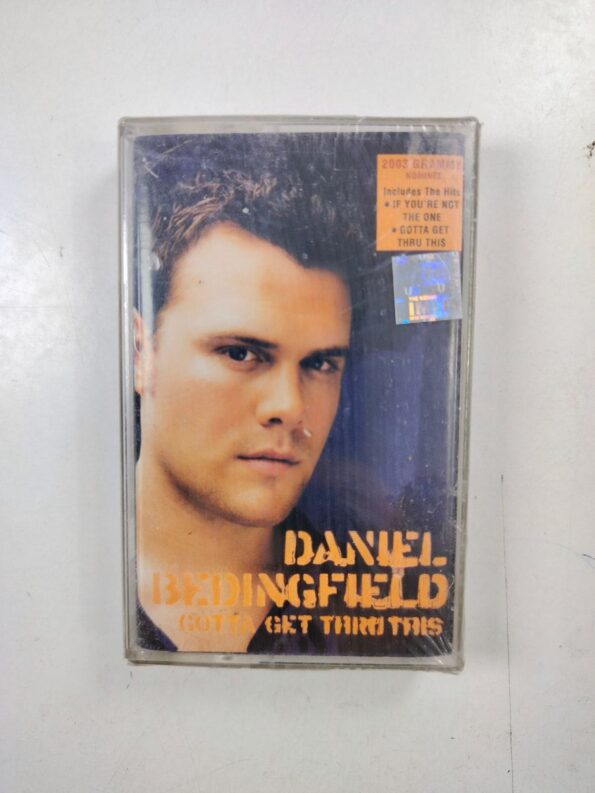 2003 GRAMMY
NOMINEE
Includes The Hits
• IF YOU'RE NOT
THE ONE
• GOTTA GET
THRU THIS
DANIEL
BEDINGFIELD
GOTTA GET THRU THIS